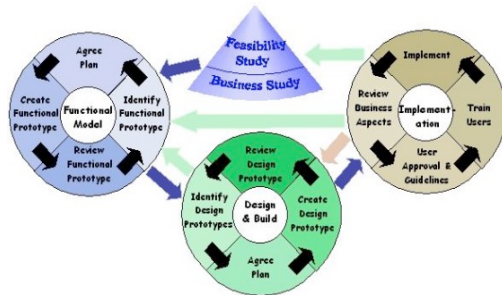 Feasibility
Study
Business Study
Agree
Plan
Create
Functional
Prototype
Functional
Model
Identify
Functional
Prototype
Review
Functional
Prototype
Review
Design
Prototype
Identify
Design
Prototypes
Design
& Build
Create
Design
Prototype
Agree
Plan
Implement
Review
Business
Aspects
Implement-
ation
Train
Users
User
Approval &
Guidelines